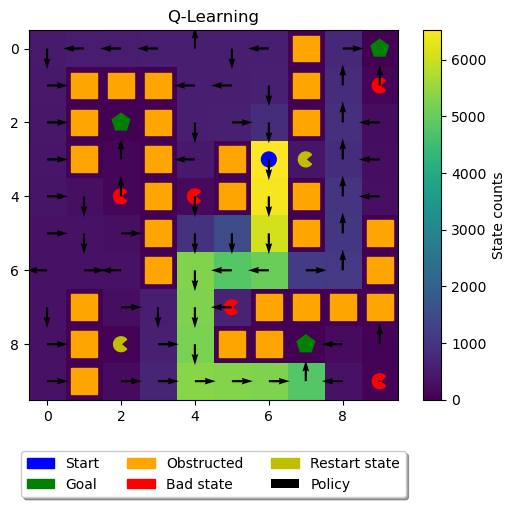 Q-Learning
0
2
4
6
8
0 2 4 6 8
6000
5000
4000
3000
2000
1000
0
State counts
Start Obstructed Restart state
Goal Bad state Policy